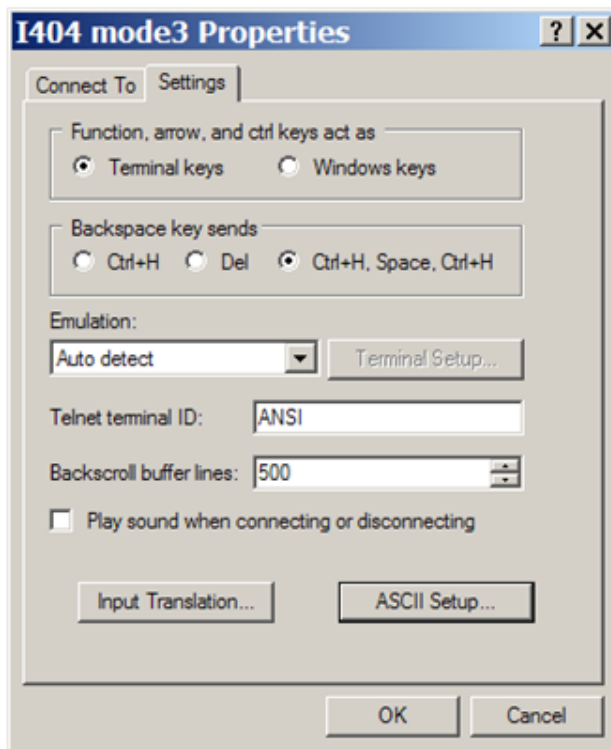 I404 mode3 Properties
Connect To Settings
Function, arrow, and ctrl keys act as
Terminal keys Windows keys
Backspace key sends
Ctrl+H Del Ctrl+H, Space, Ctrl+H
Emulation:
Auto detect Terminal Setup...
Telnet terminal ID: ANSI
Backscroll buffer lines: 500
Play sound when connecting or disconnecting
Input Translation... ASCII Setup...
OK Cancel